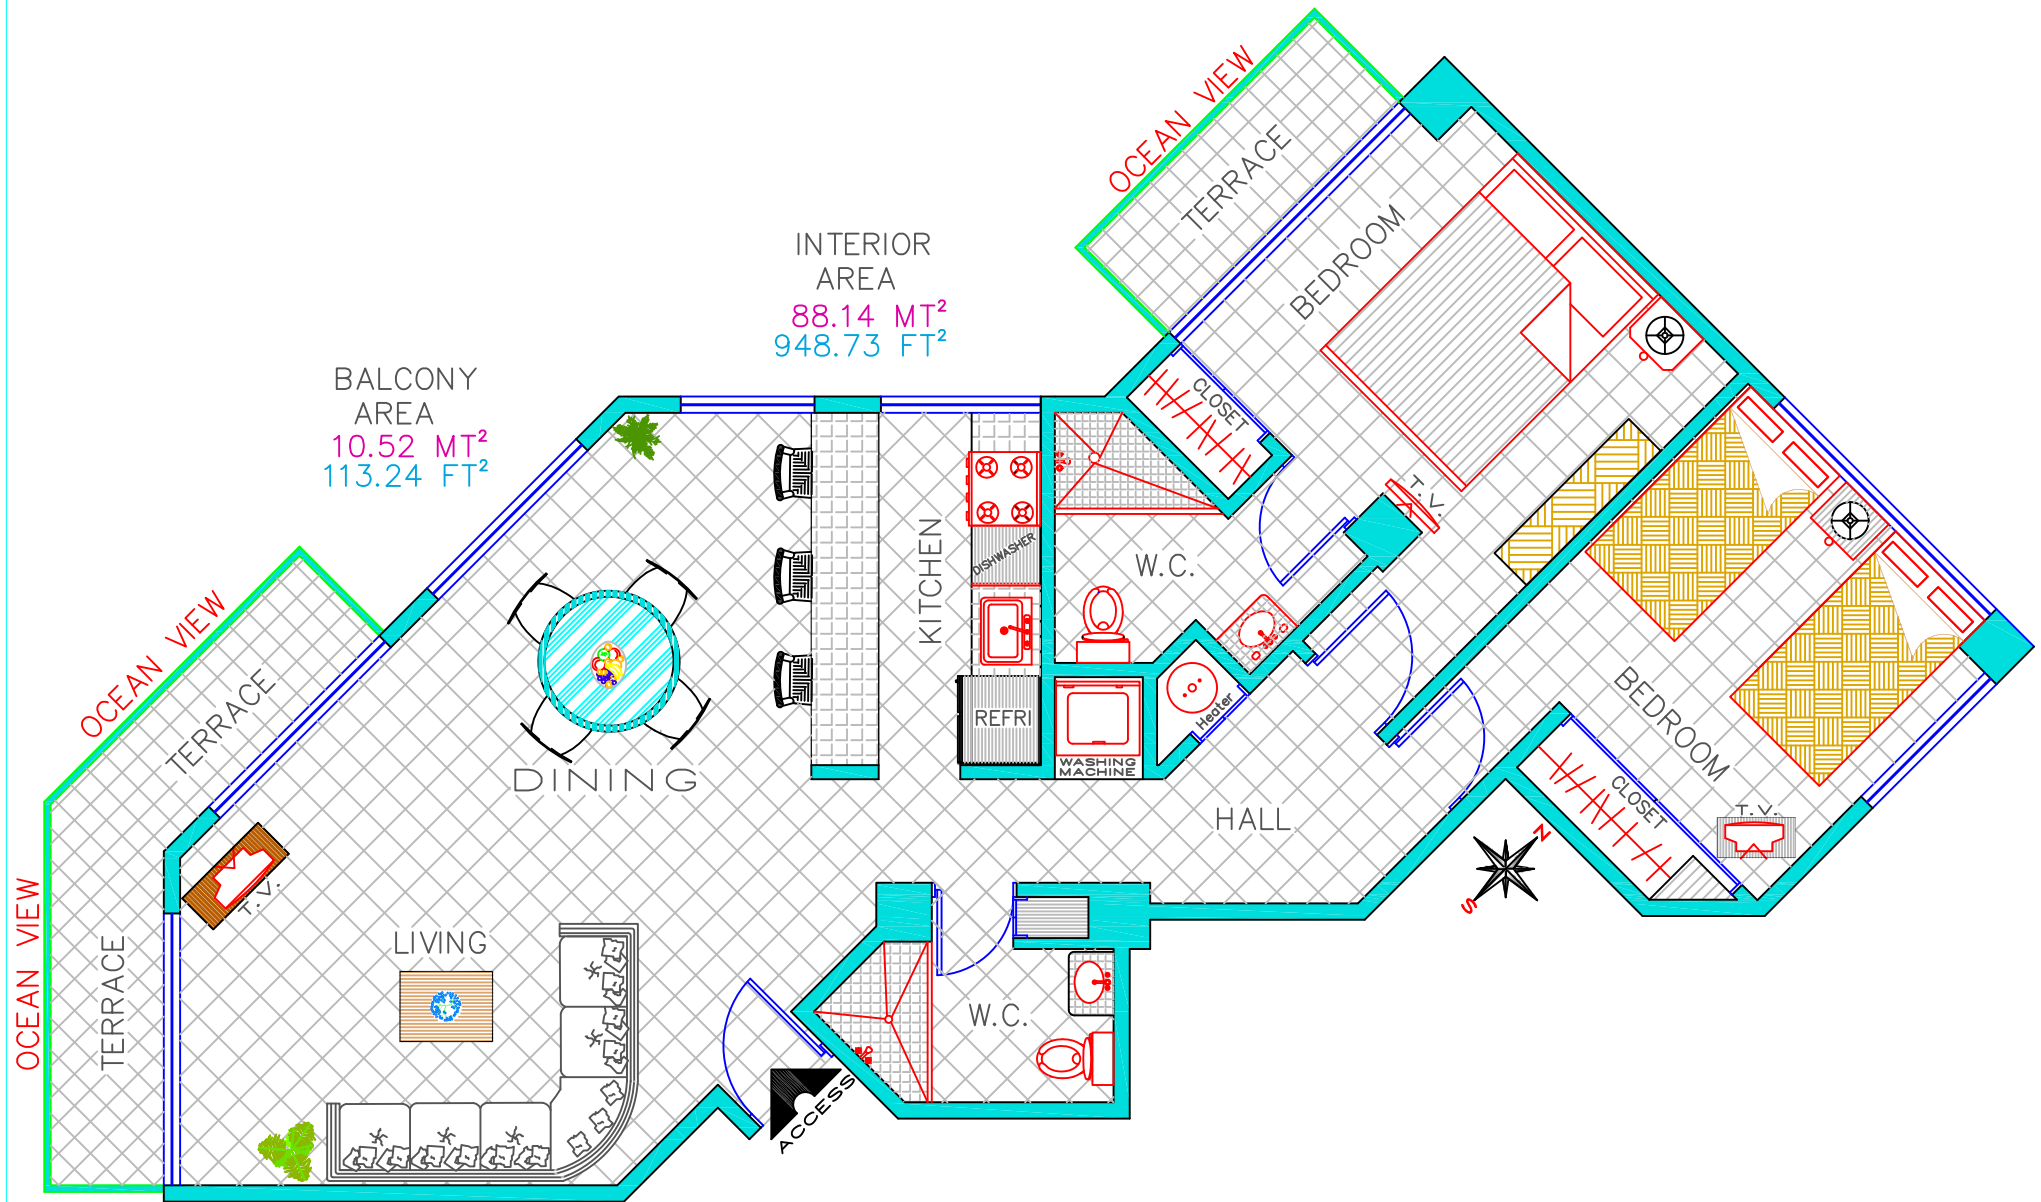 OCEAN VIEW
TERRACE
BEDROOM
INTERIOR
AREA
88.14 MT²
948.73 FT²
BALCONY
AREA
10.52 MT²
113.24 FT²
CLOSET
T.V.
KITCHEN
DISHWASHER
W.C.
REFRI
WASHING
MACHINE
Heater
OCEAN VIEW
TERRACE
DINING
HALL
BEDROOM
CLOSET
T.V.
N
S
T.V.
LIVING
OCEAN VIEW
TERRACE
W.C.
ACCESS